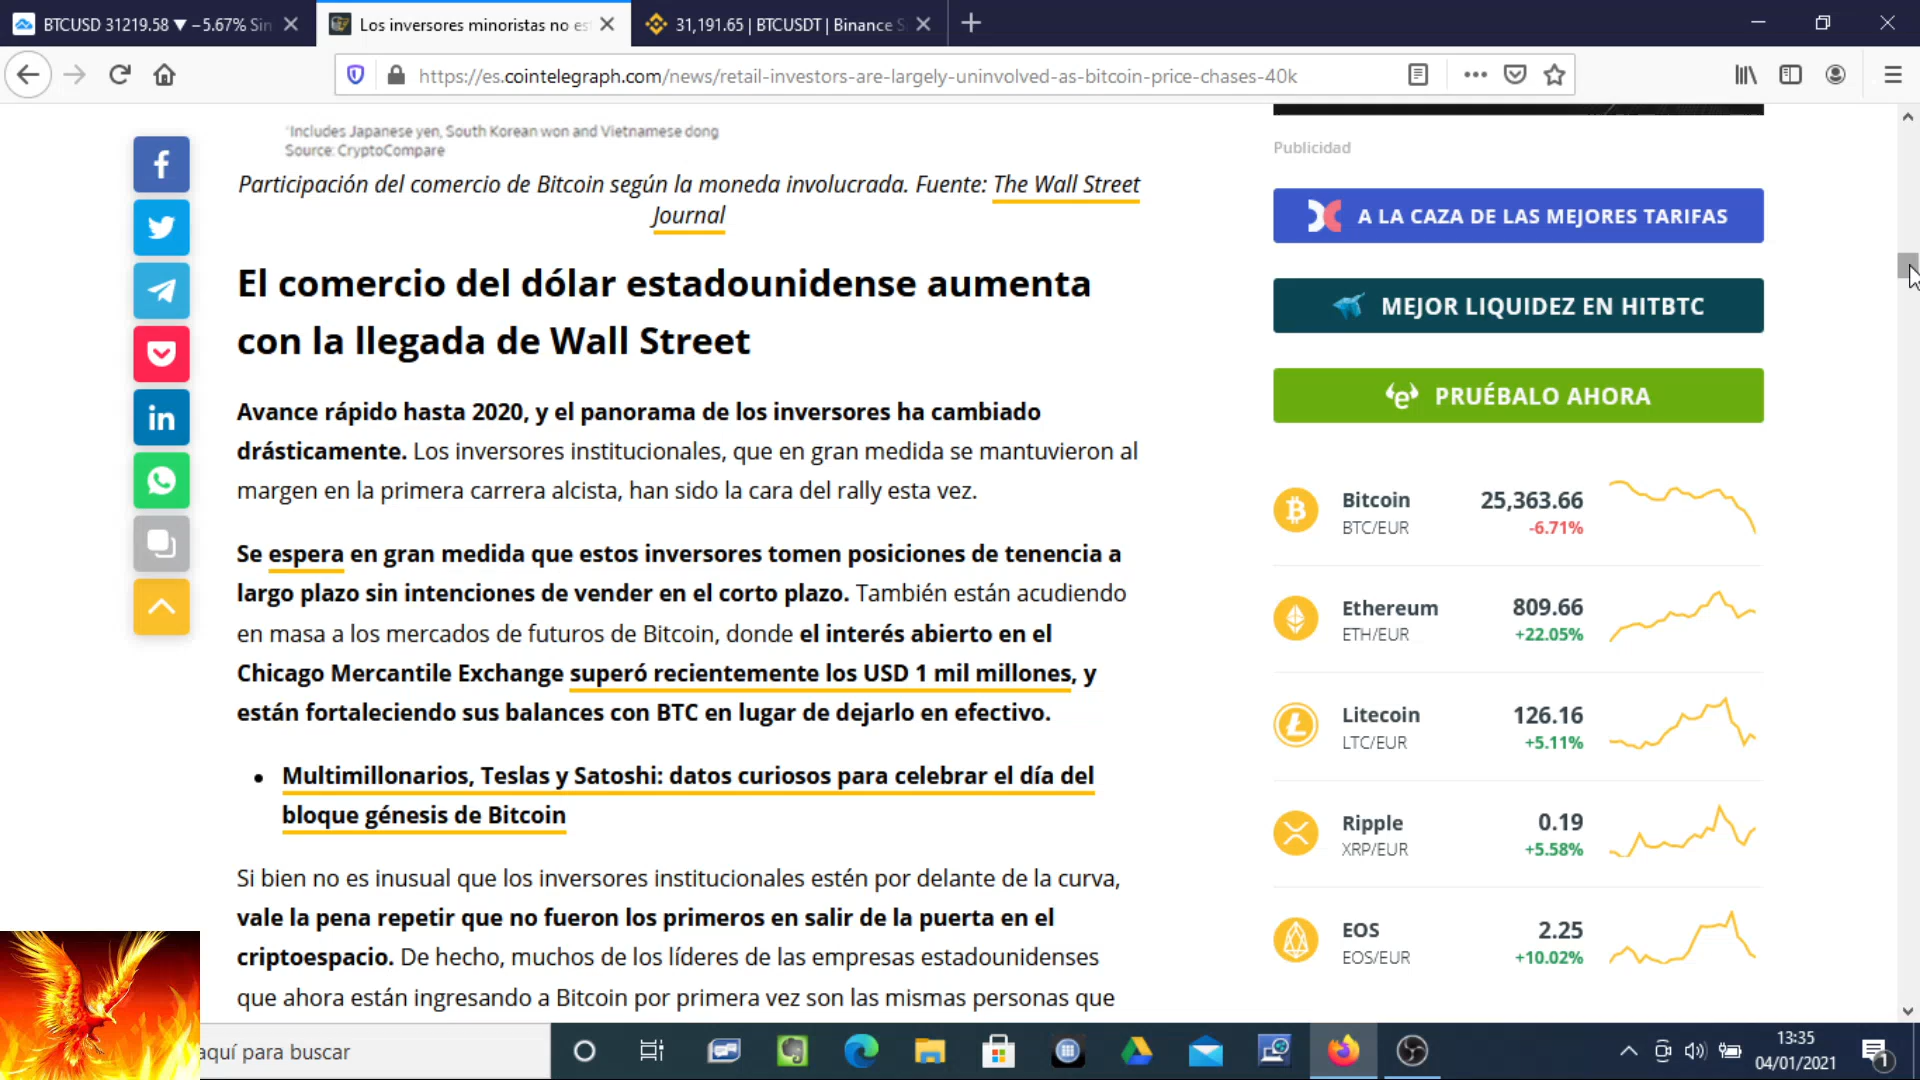 BTCUSD 31219.58 ▼ −5.67% Sin
Los inversores minoristas no es
31,191.65 | BTCUSDT | Binance S
https://es.cointelegraph.com/news/retail-investors-are-largely-uninvolved-as-bitcoin-price-chases-40k
*Includes Japanese yen, South Korean won and Vietnamese dong
Source: CryptoCompare
Participación del comercio de Bitcoin según la moneda involucrada. Fuente: The Wall Street
Journal
El comercio del dólar estadounidense aumenta
con la llegada de Wall Street
Avance rápido hasta 2020, y el panorama de los inversores ha cambiado
drásticamente. Los inversores institucionales, que en gran medida se mantuvieron al
margen en la primera carrera alcista, han sido la cara del rally esta vez.
Se espera en gran medida que estos inversores tomen posiciones de tenencia a
largo plazo sin intenciones de vender en el corto plazo. También están acudiendo
en masa a los mercados de futuros de Bitcoin, donde el interés abierto en el
Chicago Mercantile Exchange superó recientemente los USD 1 mil millones, y
están fortaleciendo sus balances con BTC en lugar de dejarlo en efectivo.
• Multimillonarios, Teslas y Satoshi: datos curiosos para celebrar el día del
bloque génesis de Bitcoin
Si bien no es inusual que los inversores institucionales estén por delante de la curva,
vale la pena repetir que no fueron los primeros en salir de la puerta en el
criptoespacio. De hecho, muchos de los líderes de las empresas estadounidenses
que ahora están ingresando a Bitcoin por primera vez son las mismas personas que
Publicidad
A LA CAZA DE LAS MEJORES TARIFAS
MEJOR LIQUIDEZ EN HITBTC
PRUÉBALO AHORA
Bitcoin 25,363.66
BTC/EUR -6.71%
Ethereum 809.66
ETH/EUR +22.05%
Litecoin 126.16
LTC/EUR +5.11%
Ripple 0.19
XRP/EUR +5.58%
EOS 2.25
EOS/EUR +10.02%
aquí para buscar
13:35
04/01/2021
1